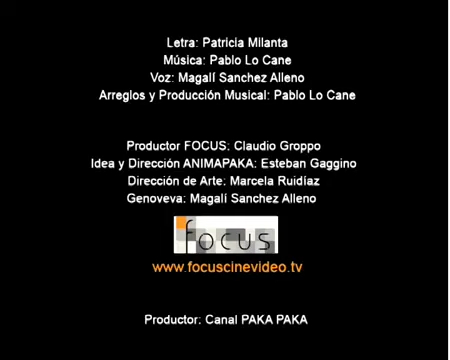 Letra: Patricia Milanta
Música: Pablo Lo Cane
Voz: Magalí Sanchez Alleno
Arreglos y Producción Musical: Pablo Lo Cane
Productor FOCUS: Claudio Groppo
Idea y Dirección ANIMAPAKA: Esteban Gaggino
Dirección de Arte: Marcela Ruidíaz
Genoveva: Magalí Sanchez Alleno
focus
www.focuscinevideo.tv
Productor: Canal PAKA PAKA